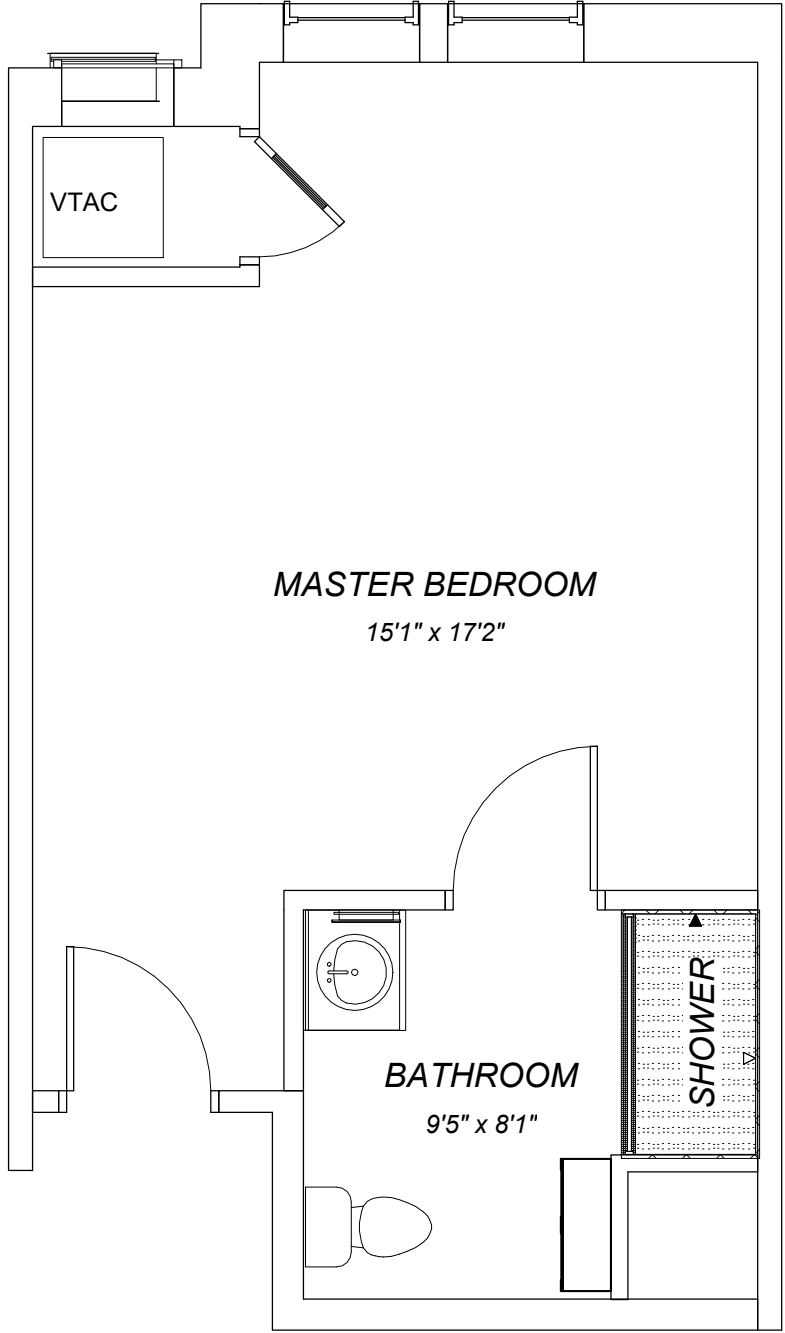 VTAC
MASTER BEDROOM
15'1" x 17'2"
SHOWER
BATHROOM
9'5" x 8'1"